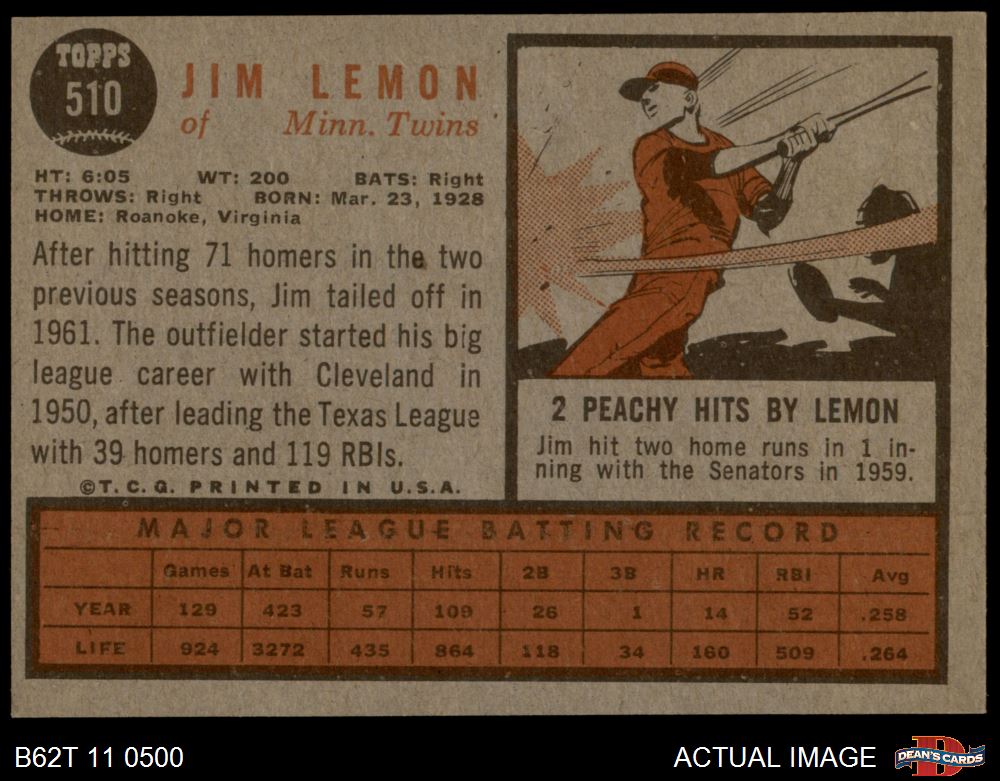 TOPPS
510
JIM LEMON
of Minn. Twins
HT: 6:05 WT: 200 BATS: Right
THROWS: Right BORN: Mar. 23, 1928
HOME: Roanoke, Virginia
After hitting 71 homers in the two
previous seasons, Jim tailed off in
1961. The outfielder started his big
league career with Cleveland in
1950, after leading the Texas League
with 39 homers and 119 RBIs.
©T.C.G. PRINTED IN U.S.A.
2 PEACHY HITS BY LEMON
Jim hit two home runs in 1 in-
ning with the Senators in 1959.
MAJOR LEAGUE BATTING RECORD
Games At Bat Runs Hits 2B 3B HR RBI Avg
YEAR 129 423 57 109 26 1 14 52 .258
LIFE 924 3272 435 864 118 34 160 509 .264
B62T 11 0500
ACTUAL IMAGE
D
DEAN'S CARDS